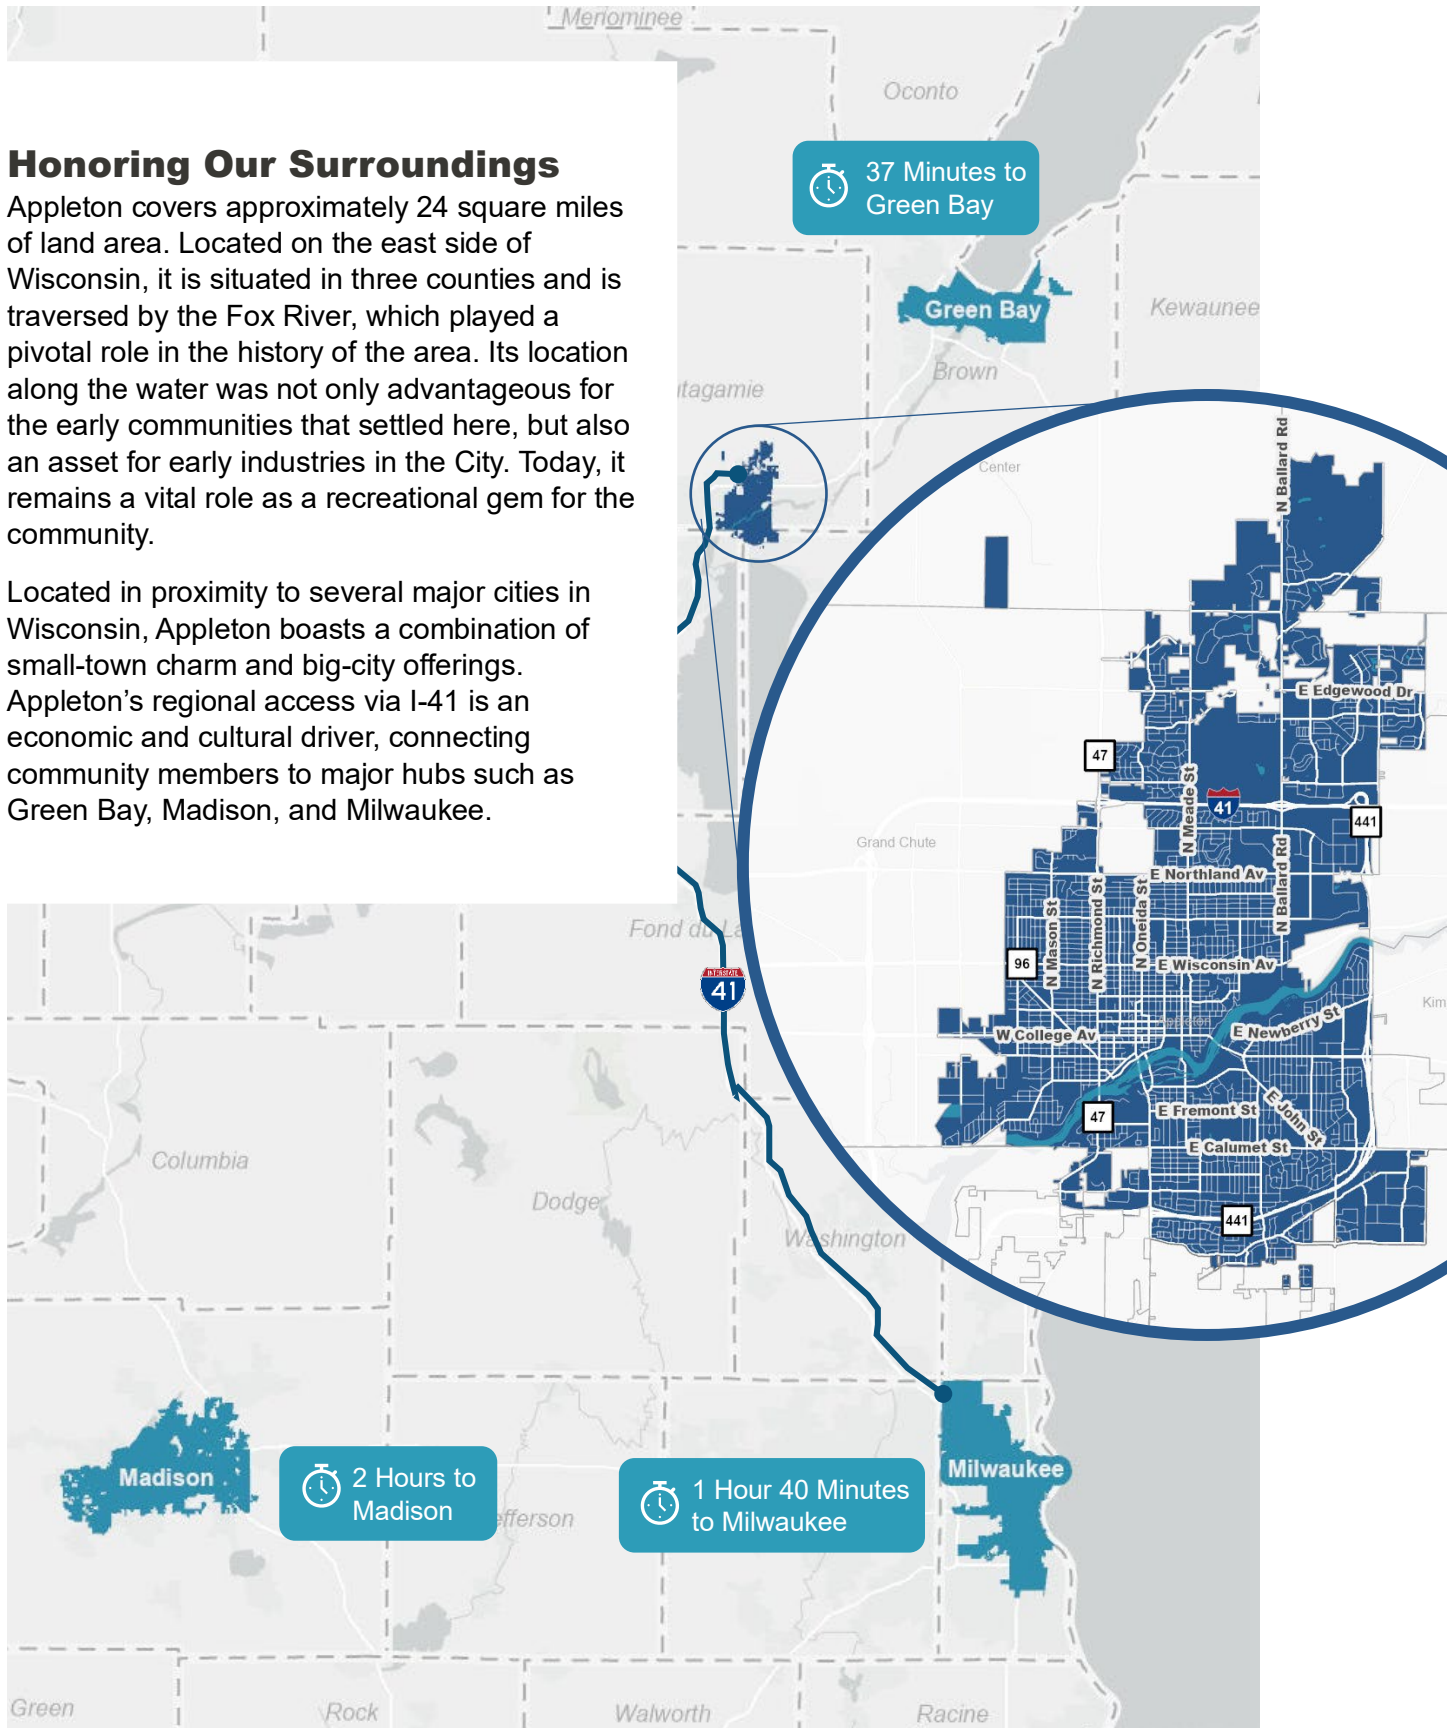 Menominee
Oconto
Honoring Our Surroundings
Appleton covers approximately 24 square miles
of land area. Located on the east side of
Wisconsin, it is situated in three counties and is
traversed by the Fox River, which played a
pivotal role in the history of the area. Its location
along the water was not only advantageous for
the early communities that settled here, but also
an asset for early industries in the City. Today, it
remains a vital role as a recreational gem for the
community.
Located in proximity to several major cities in
Wisconsin, Appleton boasts a combination of
small-town charm and big-city offerings.
Appleton’s regional access via I-41 is an
economic and cultural driver, connecting
community members to major hubs such as
Green Bay, Madison, and Milwaukee.
37 Minutes to
Green Bay
Green Bay
Kewaunee
Brown
utagamie
Center
N Ballard Rd
E Edgewood Dr
47
N Meade St
41
441
Grand Chute
E Northland Av
N Ballard Rd
N Mason St
N Richmond St
N Oneida St
96
E Wisconsin Av
Kim
Appleton
W College Av
E Newberry St
47
E Fremont St
E John St
E Calumet St
441
Fond du La
INTERSTATE
41
Columbia
Dodge
Washington
Madison
2 Hours to
Madison
efferson
1 Hour 40 Minutes
to Milwaukee
Milwaukee
Green
Rock
Walworth
Racine